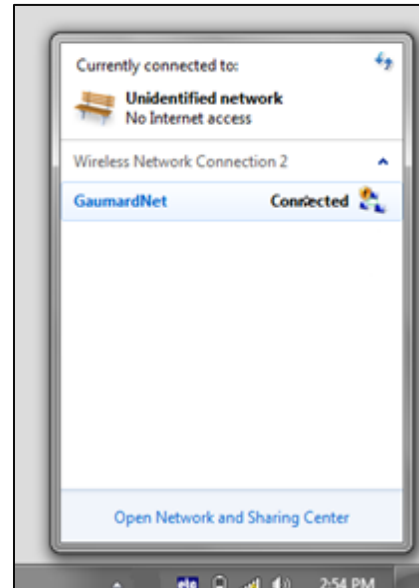 Currently connected to:
Unidentified network
No Internet access
Wireless Network Connection 2
GaumardNet Connected
Open Network and Sharing Center
2:54 PM